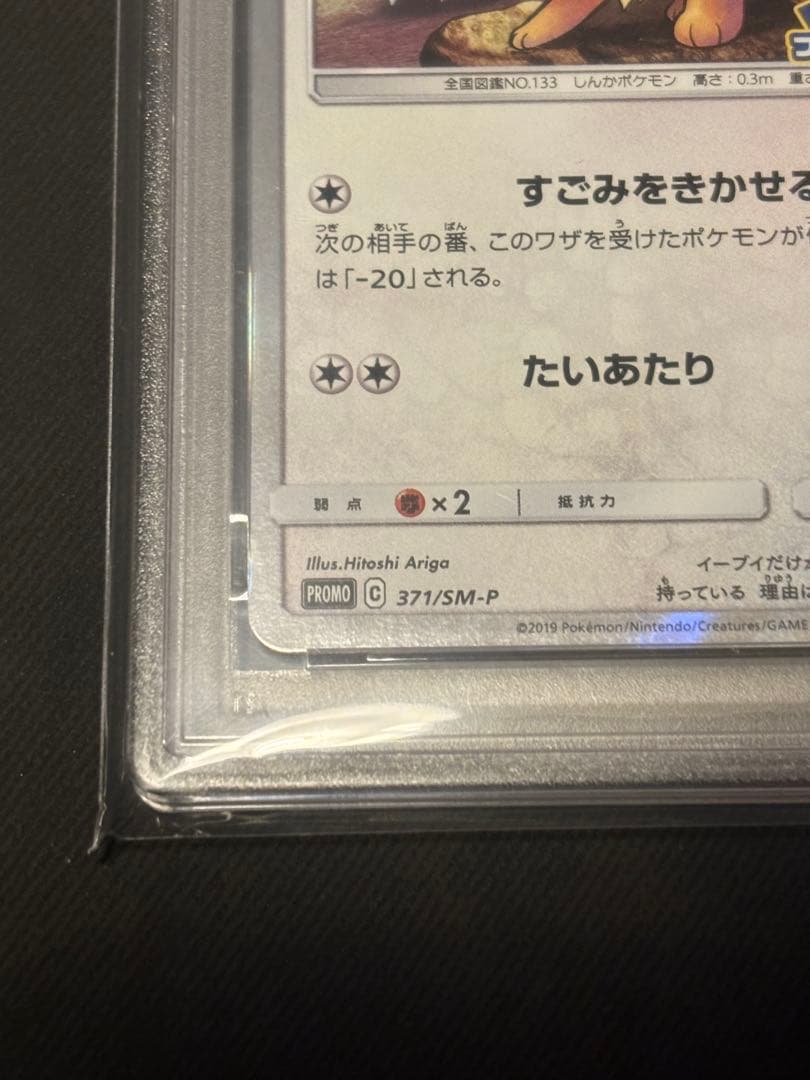 全国図鑑NO.133 しんかポケモン 高さ:0.3m 重さ
すごみをきかせる
次の相手の番、このワザを受けたポケモンが
は「-20」される。
たいあたり
弱点 ×2 抵抗力
Illus.Hitoshi Ariga
イーブイだけ
PROMO C 371/SM-P
持っている 理由は
©2019 Pokémon/Nintendo/Creatures/GAME